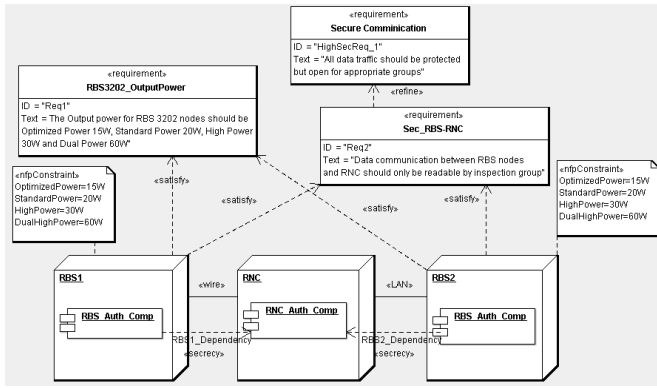 «requirement»
Secure Comminication
ID = "HighSecReq_1"
Text = "All data traffic should be protected
but open for appropriate groups"
«requirement»
RBS3202_OutputPower
ID = "Req1"
Text = "The Output power for RBS 3202 nodes should be
Optimized Power 15W, Standard Power 20W, High Power
30W and Dual Power 60W"
«refine»
«requirement»
Sec_RBS-RNC
ID = "Req2"
Text = "Data communication between RBS nodes
and RNC should only be readable by inspection group"
«nfpConstraint»
OptimizedPower=15W
StandardPower=20W
HighPower=30W
DualHighPower=60W
«nfpConstraint»
OptimizedPower=15W
StandardPower=20W
HighPower=30W
DualHighPower=60W
«satisfy»
«satisfy»
«satisfy»
«satisfy»
RBS1
«wire»
RNC
«LAN»
RBS2
RBS_Auth_Comp
RNC_Auth_Comp
RBS_Auth_Comp
RBS1_Dependency
«secrecy»
RBS2_Dependency
«secrecy»